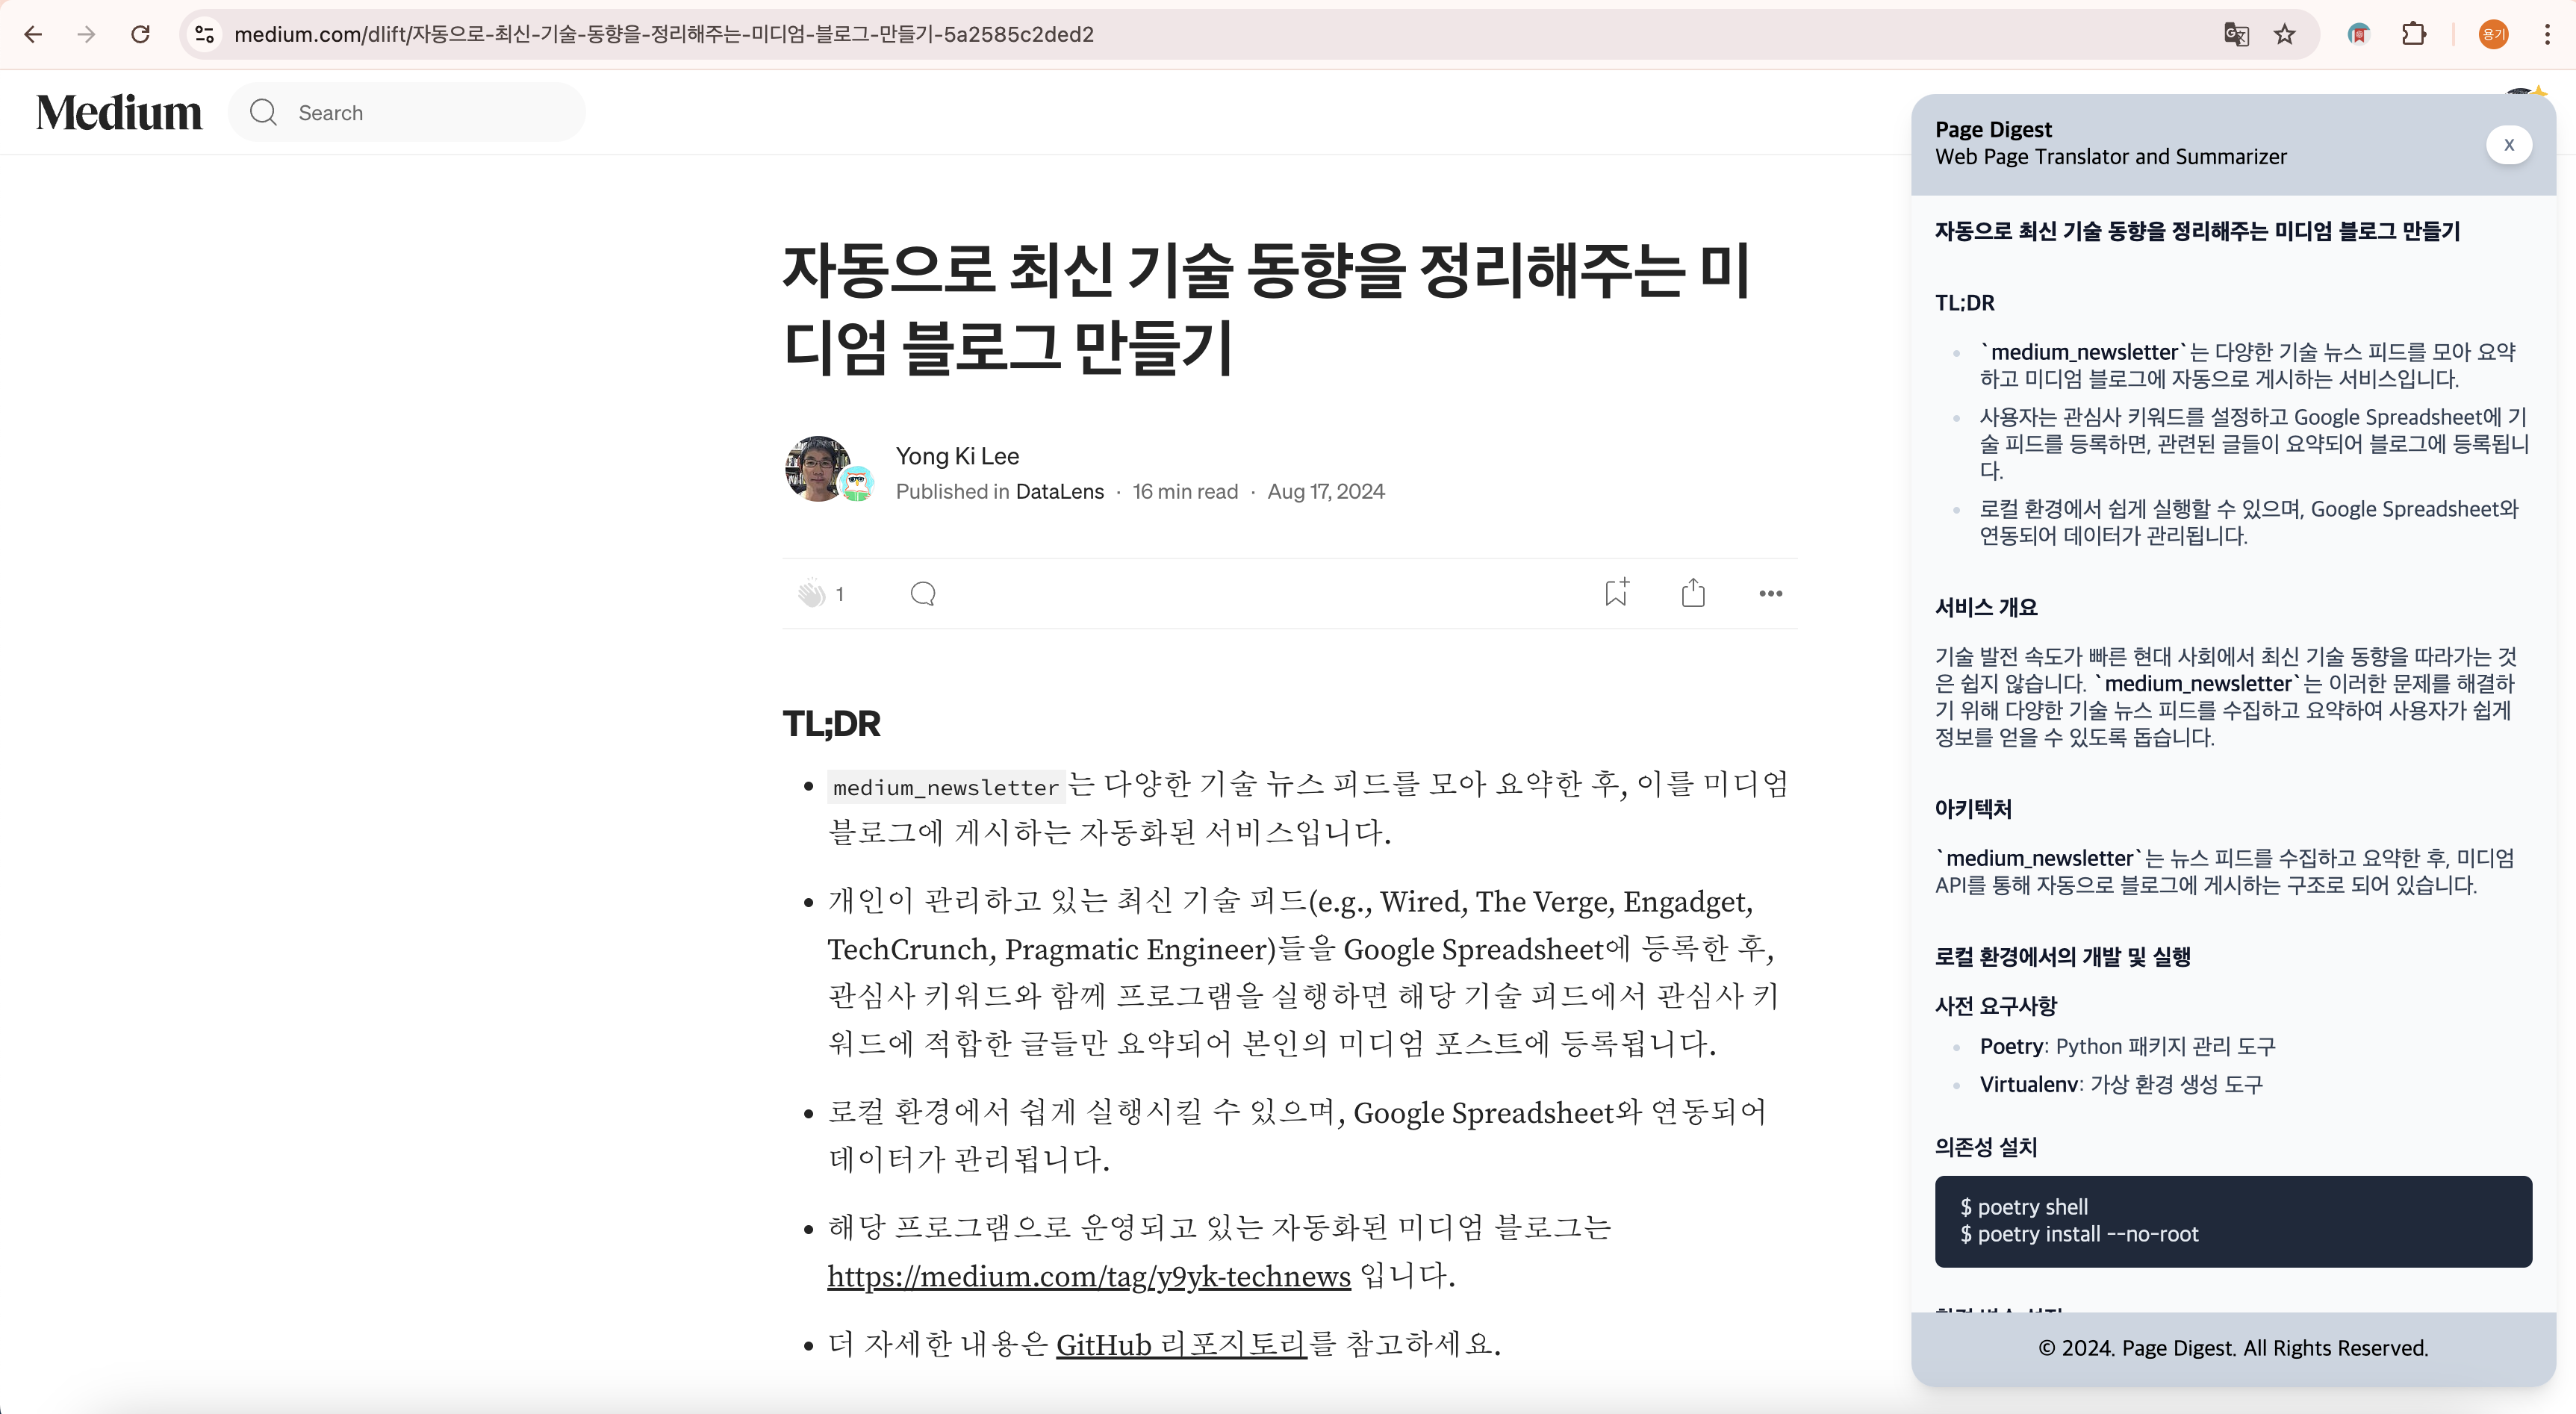 medium.com/dlift/자동으로-최신-기술-동향을-정리해주는-미디엄-블로그-만들기-5a2585c2ded2
용기
Medium
Search
자동으로 최신 기술 동향을 정리해주는 미
디엄 블로그 만들기
Yong Ki Lee
Published in DataLens · 16 min read · Aug 17, 2024
1
TL;DR
• medium_newsletter는 다양한 기술 뉴스 피드를 모아 요약한 후, 이를 미디엄
블로그에 게시하는 자동화된 서비스입니다.
• 개인이 관리하고 있는 최신 기술 피드(e.g., Wired, The Verge, Engadget,
TechCrunch, Pragmatic Engineer)들을 Google Spreadsheet에 등록한 후,
관심사 키워드와 함께 프로그램을 실행하면 해당 기술 피드에서 관심사 키
워드에 적합한 글들만 요약되어 본인의 미디엄 포스트에 등록됩니다.
• 로컬 환경에서 쉽게 실행시킬 수 있으며, Google Spreadsheet와 연동되어
데이터가 관리됩니다.
• 해당 프로그램으로 운영되고 있는 자동화된 미디엄 블로그는
https://medium.com/tag/y9yk-technews 입니다.
• 더 자세한 내용은 GitHub 리포지토리를 참고하세요.
Page Digest
Web Page Translator and Summarizer
X
자동으로 최신 기술 동향을 정리해주는 미디엄 블로그 만들기
TL;DR
• `medium_newsletter`는 다양한 기술 뉴스 피드를 모아 요약
하고 미디엄 블로그에 자동으로 게시하는 서비스입니다.
• 사용자는 관심사 키워드를 설정하고 Google Spreadsheet에 기
술 피드를 등록하면, 관련된 글들이 요약되어 블로그에 등록됩니
다.
• 로컬 환경에서 쉽게 실행할 수 있으며, Google Spreadsheet와
연동되어 데이터가 관리됩니다.
서비스 개요
기술 발전 속도가 빠른 현대 사회에서 최신 기술 동향을 따라가는 것
은 쉽지 않습니다. `medium_newsletter`는 이러한 문제를 해결하
기 위해 다양한 기술 뉴스 피드를 수집하고 요약하여 사용자가 쉽게
정보를 얻을 수 있도록 돕습니다.
아키텍처
`medium_newsletter`는 뉴스 피드를 수집하고 요약한 후, 미디엄
API를 통해 자동으로 블로그에 게시하는 구조로 되어 있습니다.
로컬 환경에서의 개발 및 실행
사전 요구사항
• Poetry: Python 패키지 관리 도구
• Virtualenv: 가상 환경 생성 도구
의존성 설치
$ poetry shell
$ poetry install --no-root
© 2024. Page Digest. All Rights Reserved.